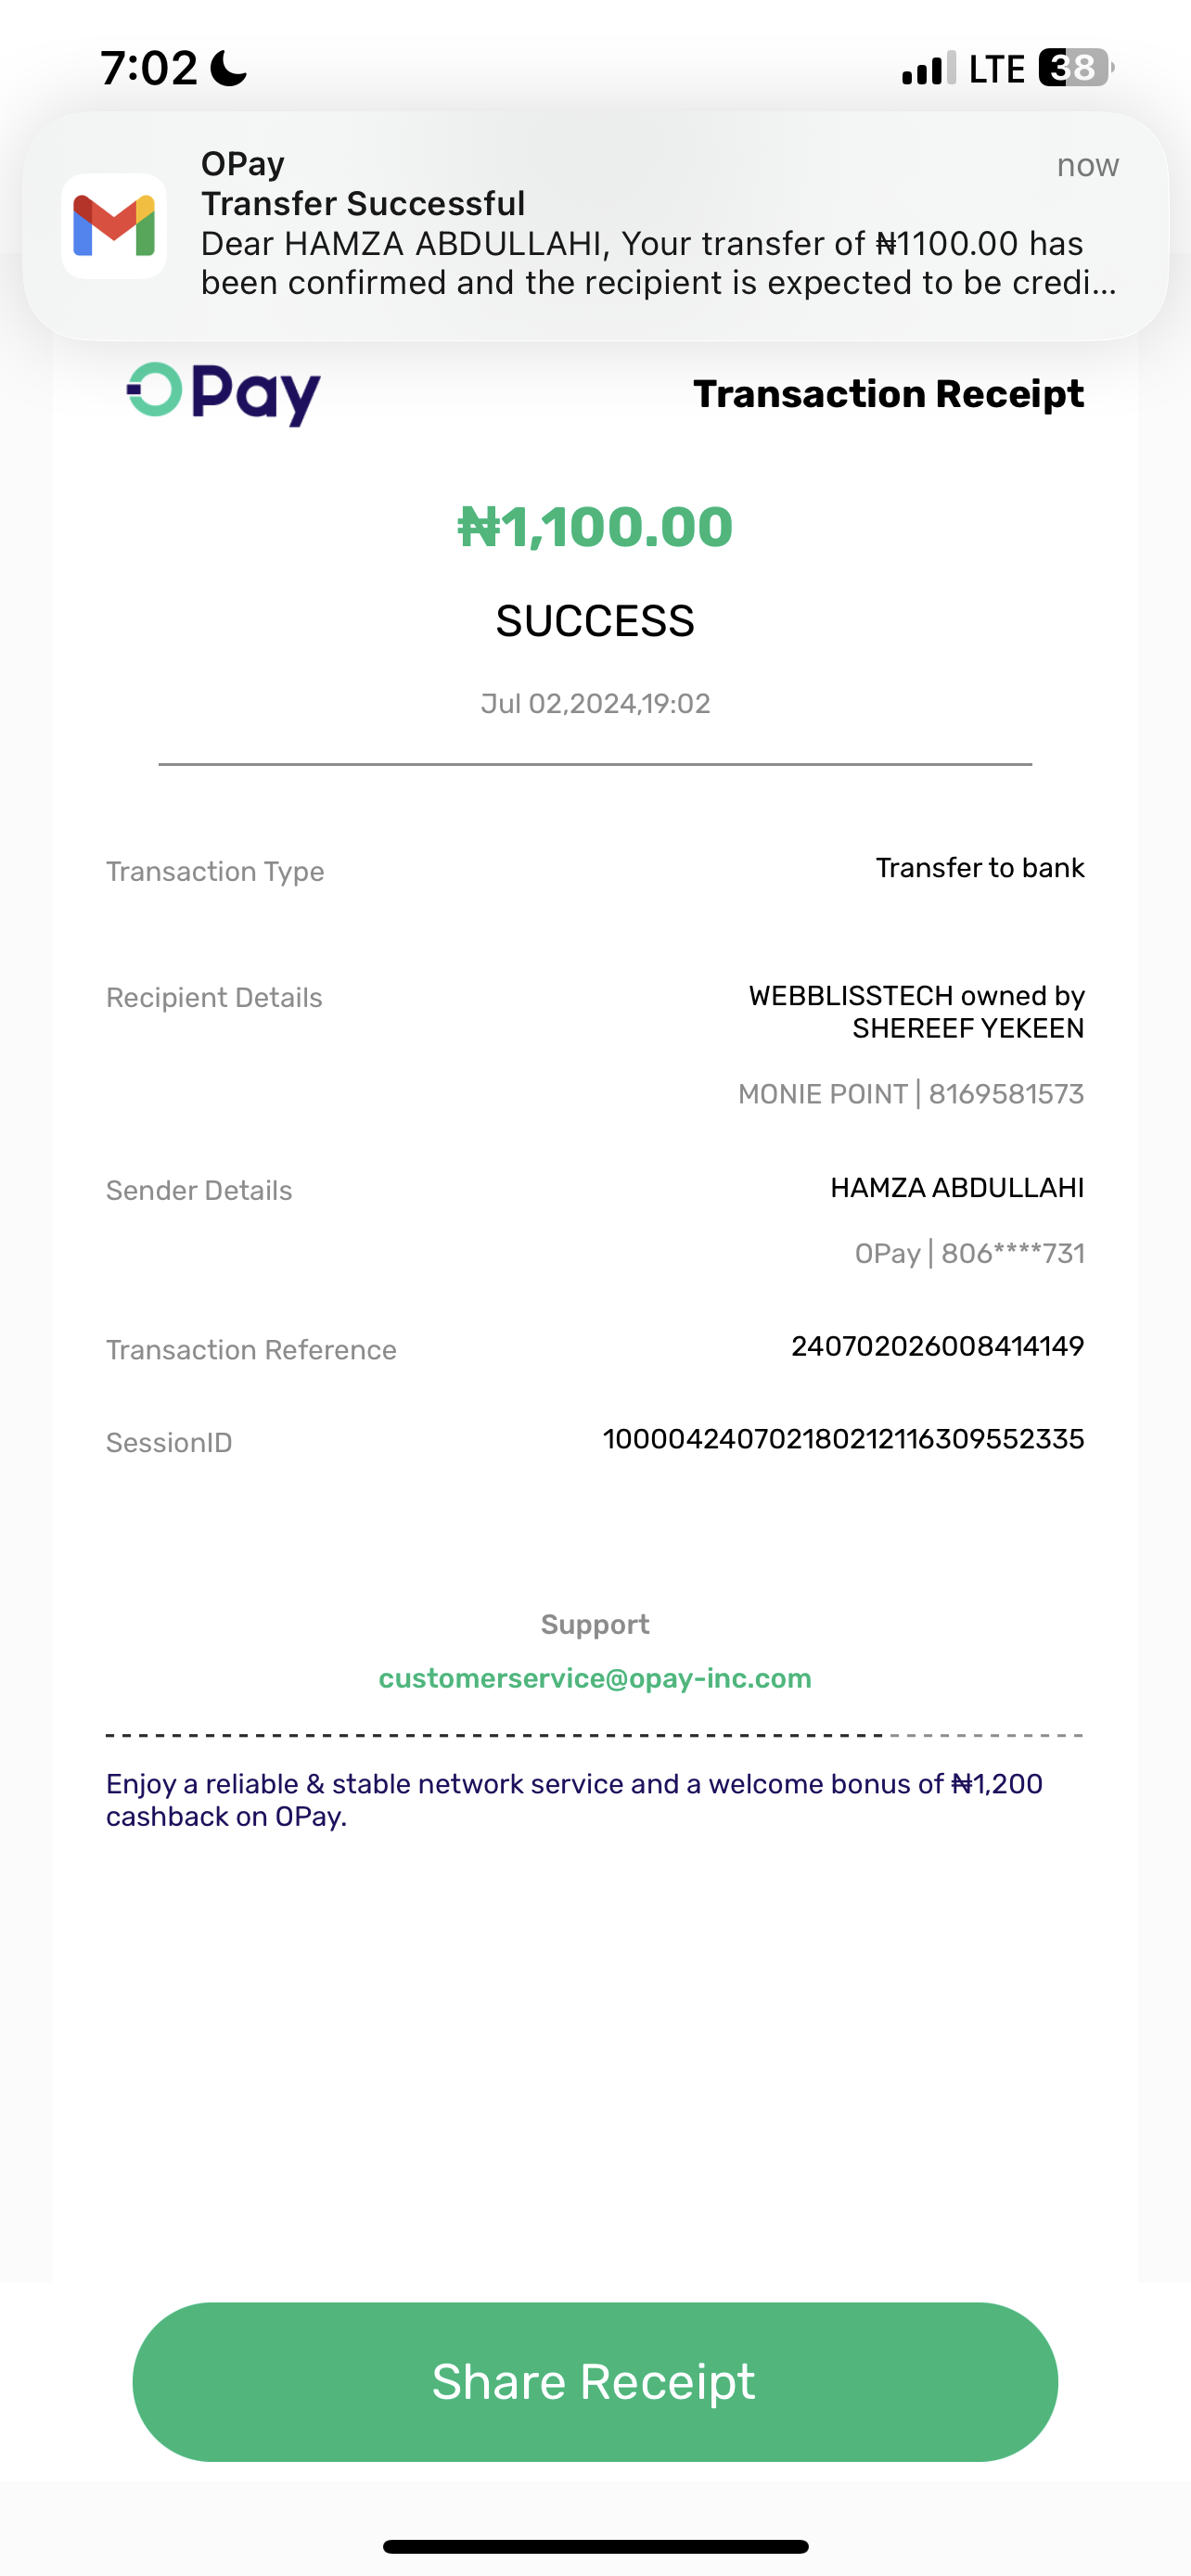 7:02
LTE 38
OPay now
Transfer Successful
Dear HAMZA ABDULLAHI, Your transfer of ₦1100.00 has
been confirmed and the recipient is expected to be credi...
OPay
Transaction Receipt
₦1,100.00
SUCCESS
Jul 02,2024,19:02
Transaction Type Transfer to bank
Recipient Details WEBBLISSTECH owned by
SHEREEF YEKEEN
MONIE POINT | 8169581573
Sender Details HAMZA ABDULLAHI
OPay | 806****731
Transaction Reference 240702026008414149
SessionID 100004240702180212116309552335
Support
customerservice@opay-inc.com
Enjoy a reliable & stable network service and a welcome bonus of ₦1,200
cashback on OPay.
Share Receipt